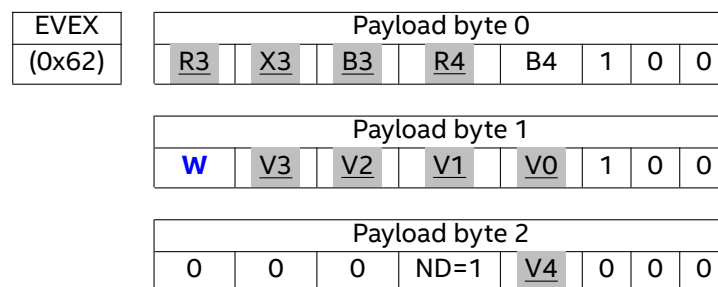 EVEX Payload byte 0
(0x62) R3 X3 B3 R4 B4 1 0 0
Payload byte 1
W V3 V2 V1 V0 1 0 0
Payload byte 2
0 0 0 ND=1 V4 0 0 0